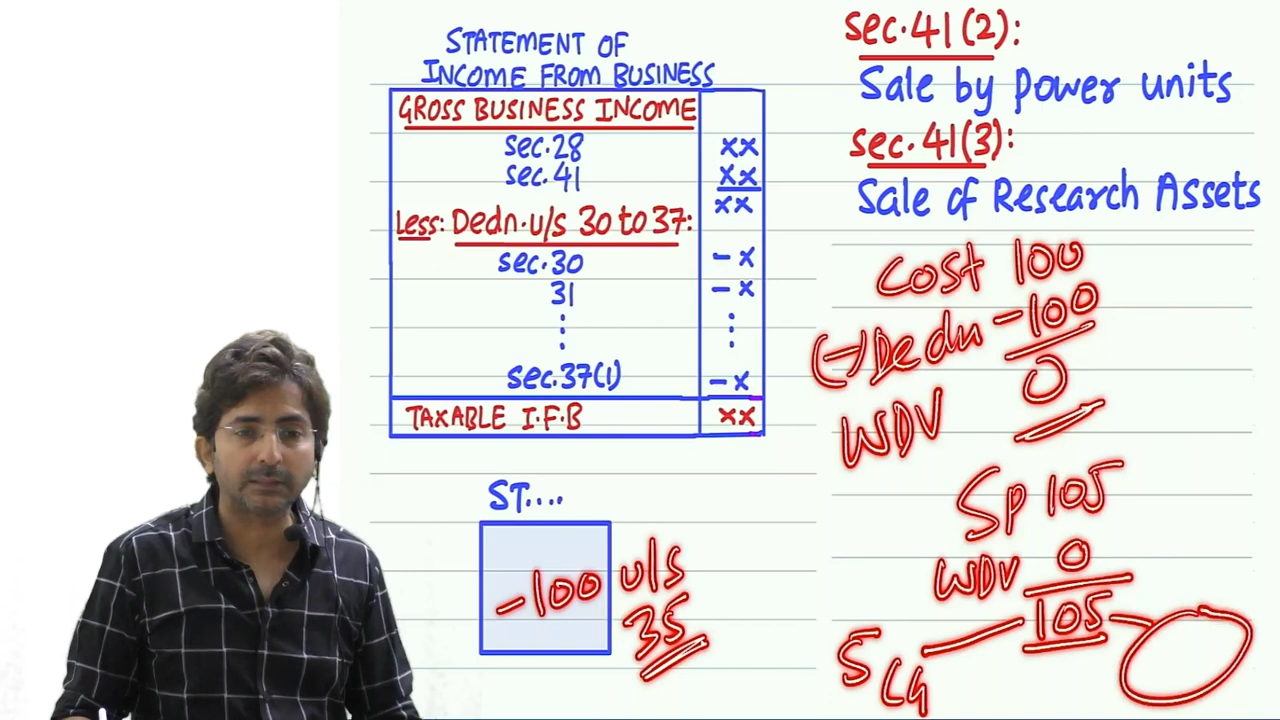 STATEMENT OF
INCOME FROM BUSINESS
GROSS BUSINESS INCOME
sec.28 xx
sec.41 xx
xx
Less: Dedn.u/s 30 to 37:
sec.30 - x
31 - x
⋮ ⋮
sec.37(1) - x
TAXABLE I.F.B xx
ST....
-100 u/s
35
sec.41(2):
Sale by power units
sec.41(3):
Sale of Research Assets
Cost 100
(-) Dedn -100
WDV 0
SP 105
WDV 0
105
5 CG